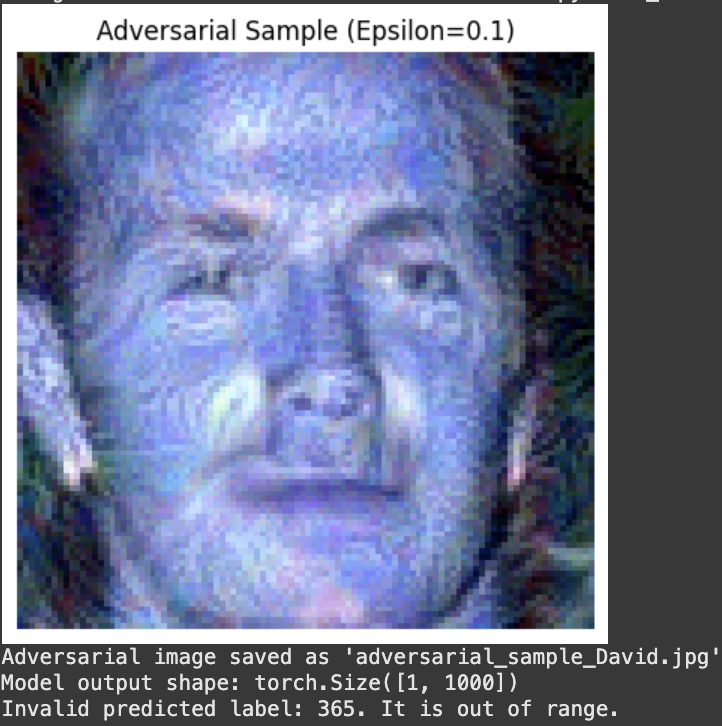 Adversarial Sample (Epsilon=0.1)
Adversarial image saved as 'adversarial_sample_David.jpg'
Model output shape: torch.Size([1, 1000])
Invalid predicted label: 365. It is out of range.